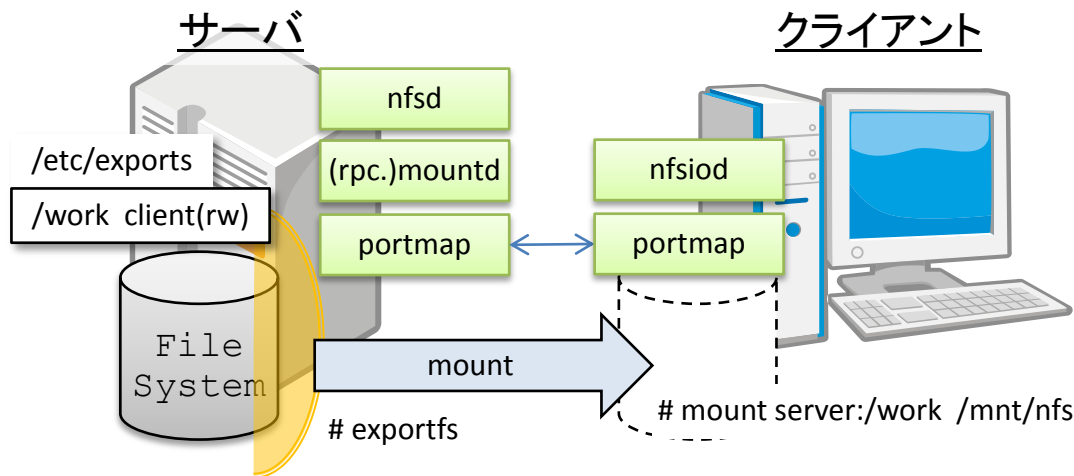 サーバ
クライアント
nfsd
/etc/exports
(rpc.)mountd
nfsiod
/work client(rw)
portmap
portmap
File
System
mount
# exportfs
# mount server:/work /mnt/nfs